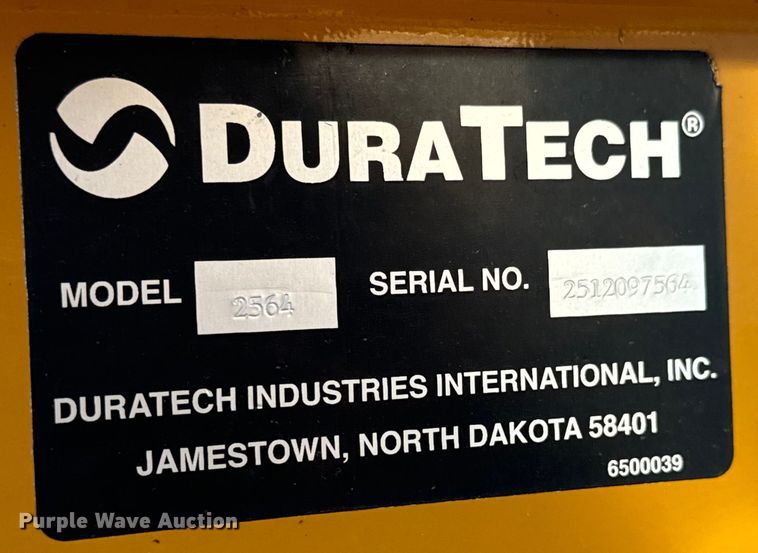 DURATECH®
MODEL 2564 SERIAL NO. 2512097564
DURATECH INDUSTRIES INTERNATIONAL, INC.
JAMESTOWN, NORTH DAKOTA 58401
6500039
Purple Wave Auction